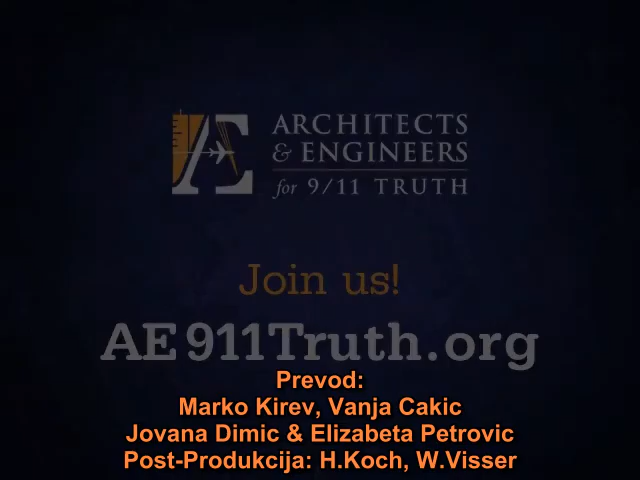 AE
ARCHITECTS
& ENGINEERS
for 9/11 TRUTH
Join us!
AE911Truth.org
Prevod:
Marko Kirev, Vanja Cakic
Jovana Dimic & Elizabeta Petrovic
Post-Produkcija: H.Koch, W.Visser